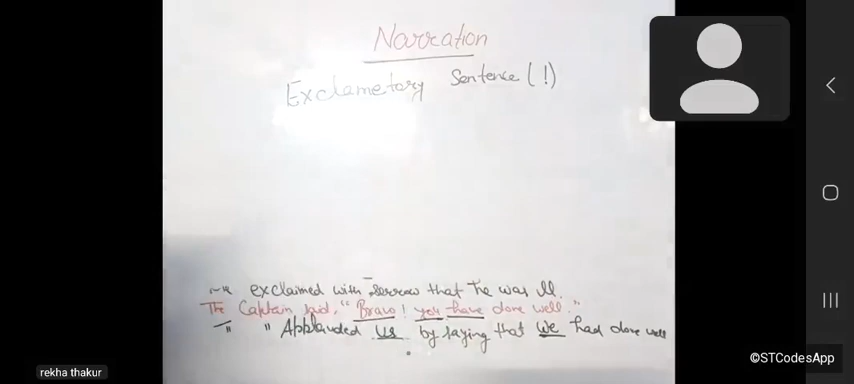 Narration
Exclametory Sentence (!)
exclaimed with sorrow that he was ill.
The Captain said, "Bravo! you have done well."
" " Applauded us by saying that we had done well
rekha thakur
©STCodesApp